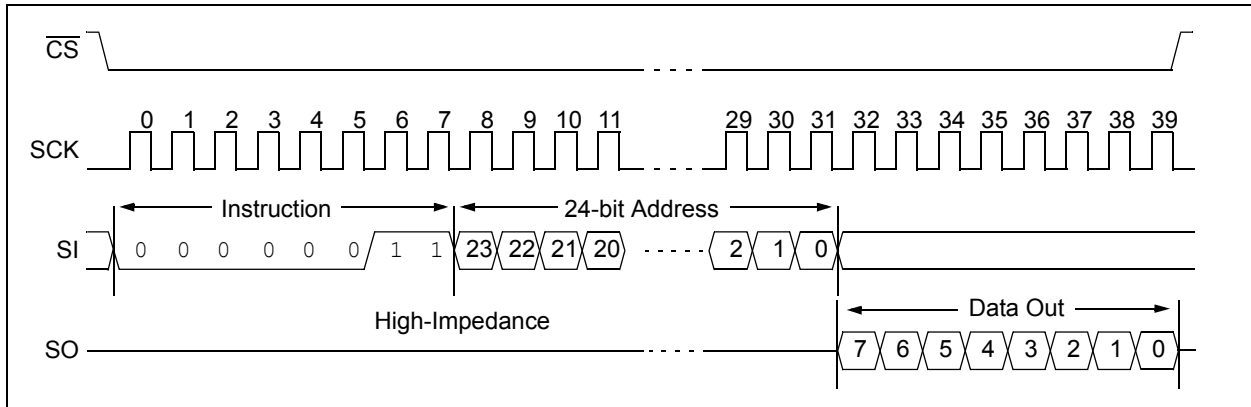 CS
0 1 2 3 4 5 6 7 8 9 10 11 29 30 31 32 33 34 35 36 37 38 39
SCK
Instruction 24-bit Address
SI 0 0 0 0 0 0 1 1 23 22 21 20 2 1 0
High-Impedance Data Out
SO 7 6 5 4 3 2 1 0